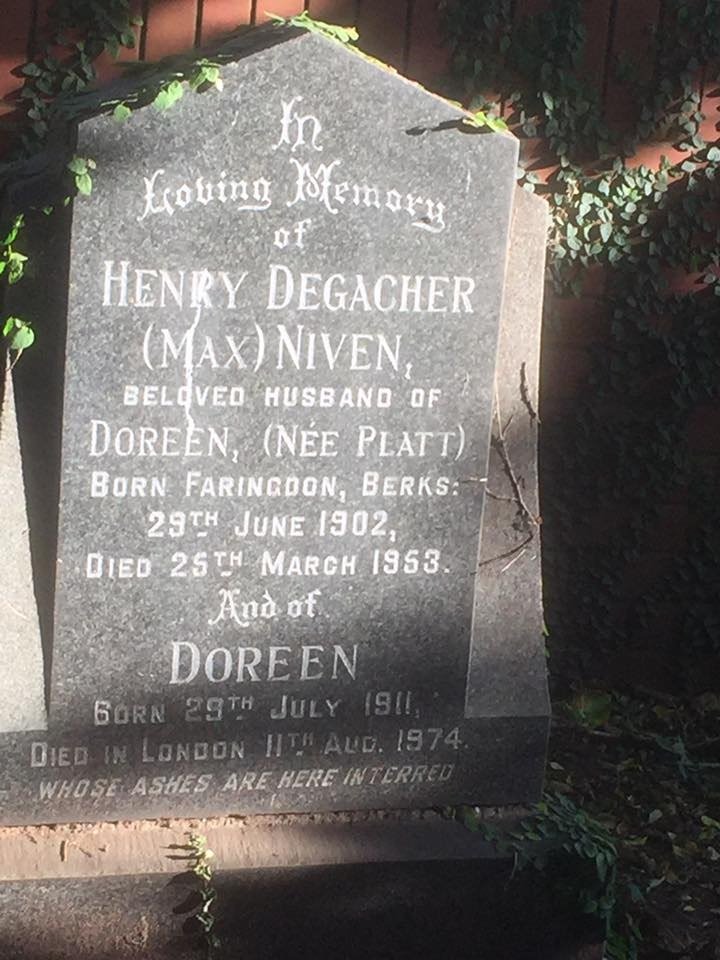 In
Loving Memory
of
HENRY DEGACHER
(MAX) NIVEN,
BELOVED HUSBAND OF
DOREEN, (NÉE PLATT)
BORN FARINGDON, BERKS:
29TH JUNE 1902,
DIED 25TH MARCH 1953.
And of
DOREEN
BORN 29TH JULY 1911,
DIED IN LONDON 11TH AUG. 1974.
WHOSE ASHES ARE HERE INTERRED